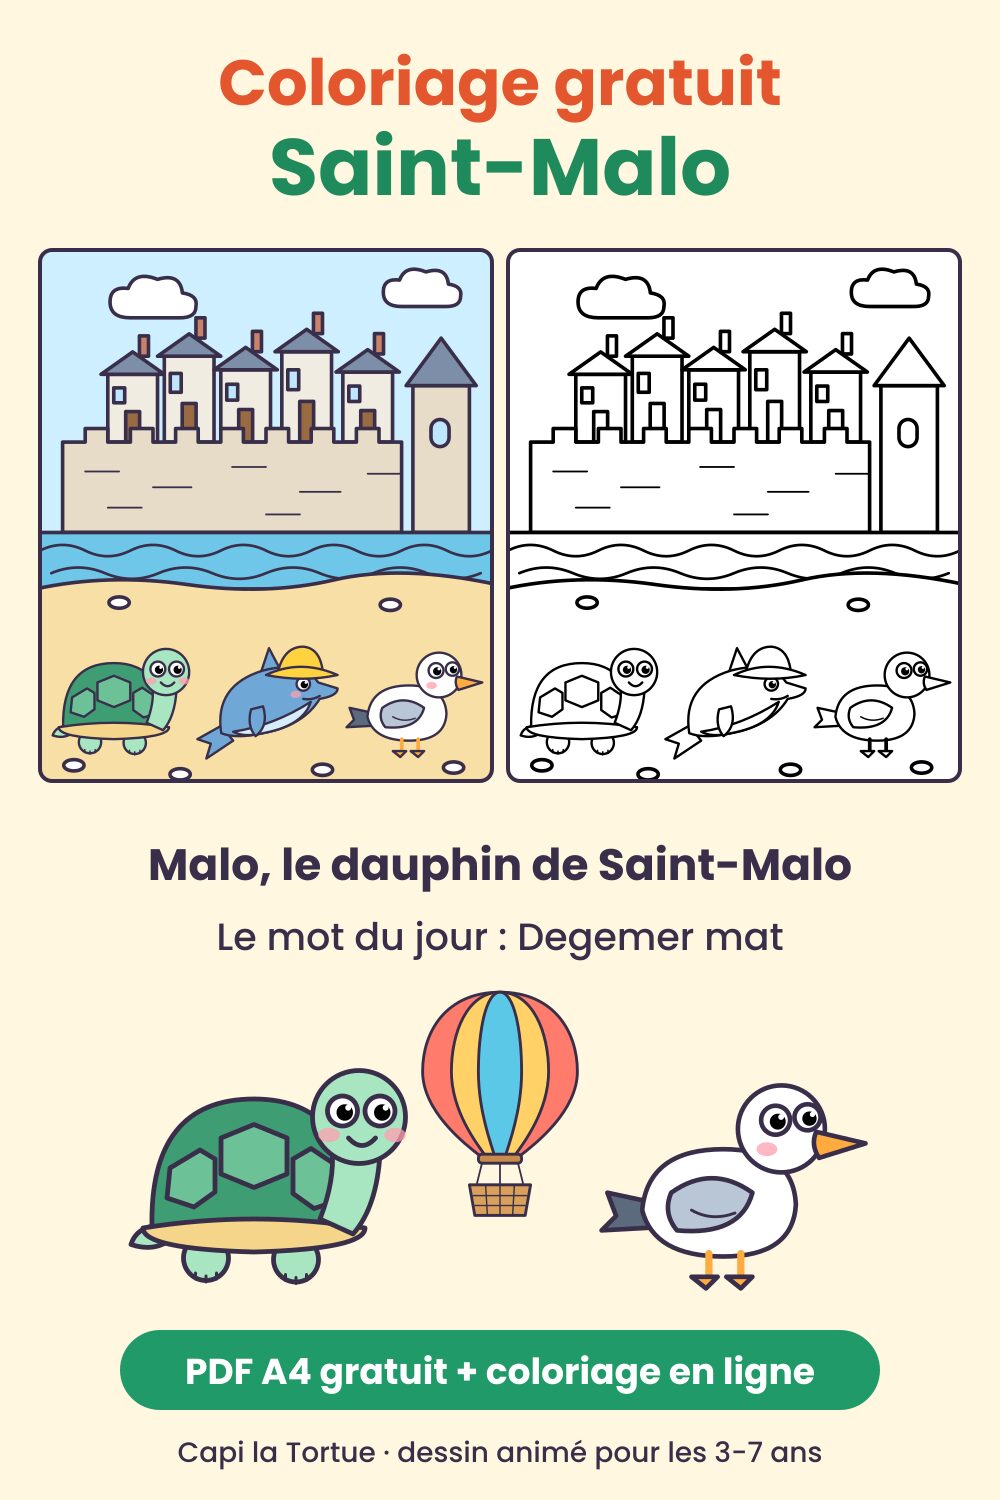 Coloriage gratuit
Saint-Malo
Malo, le dauphin de Saint-Malo
Le mot du jour : Degemer mat
PDF A4 gratuit + coloriage en ligne
Capi la Tortue · dessin animé pour les 3-7 ans